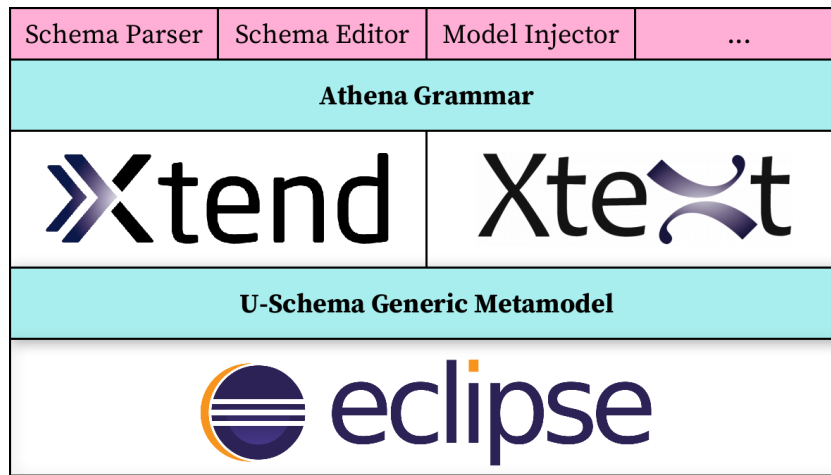 Schema Parser Schema Editor Model Injector ...
Athena Grammar
Xtend Xtext
U-Schema Generic Metamodel
eclipse